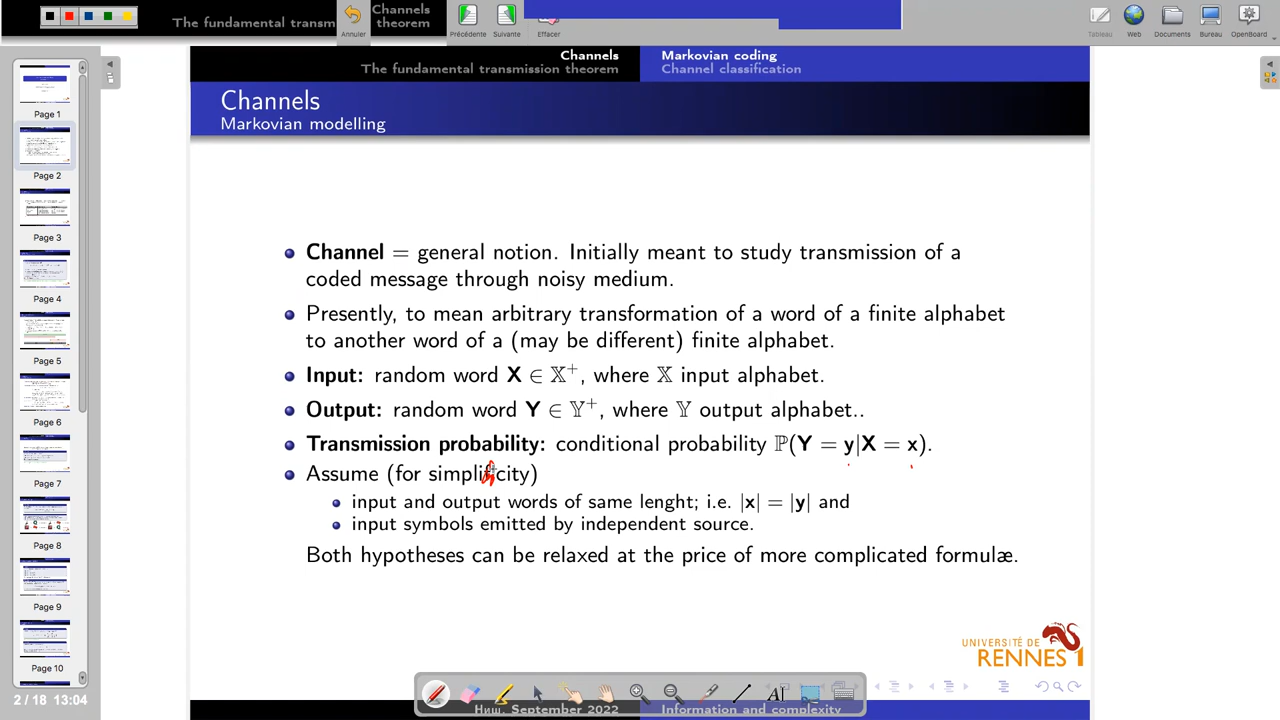 The fundamental transm
Channels
theorem
Annuler
Précédente
Suivante
Effacer
Tableau
Web
Documents
Bureau
OpenBoard
Channels
The fundamental transmission theorem
Markovian coding
Channel classification
Channels
Markovian modelling
Channel = general notion. Initially meant to study transmission of a
coded message through noisy medium.
Presently, to mean arbitrary transformation of a word of a finite alphabet
to another word of a (may be different) finite alphabet.
Input: random wod X ∈ 𝕏⁺, where 𝕏 input alphabet.
Output: random word Y ∈ 𝕐⁺, where 𝕐 output alphabet..
Transmission probability: conditional probability ℙ(Y = y|X = x).
Assume (for simplificity)
input and output words of same lenght; i.e. |x| = |y| and
input symbols emitted by independent source.
Both hypotheses can be relaxed at the price of more complicated formulæ.
UNIVERSITÉ DE
RENNES 1
Ниш, September 2022
Information and complexity
Page 1
Page 2
Page 3
Page 4
Page 5
Page 6
Page 7
Page 8
Page 9
Page 10
2 / 18 13:04